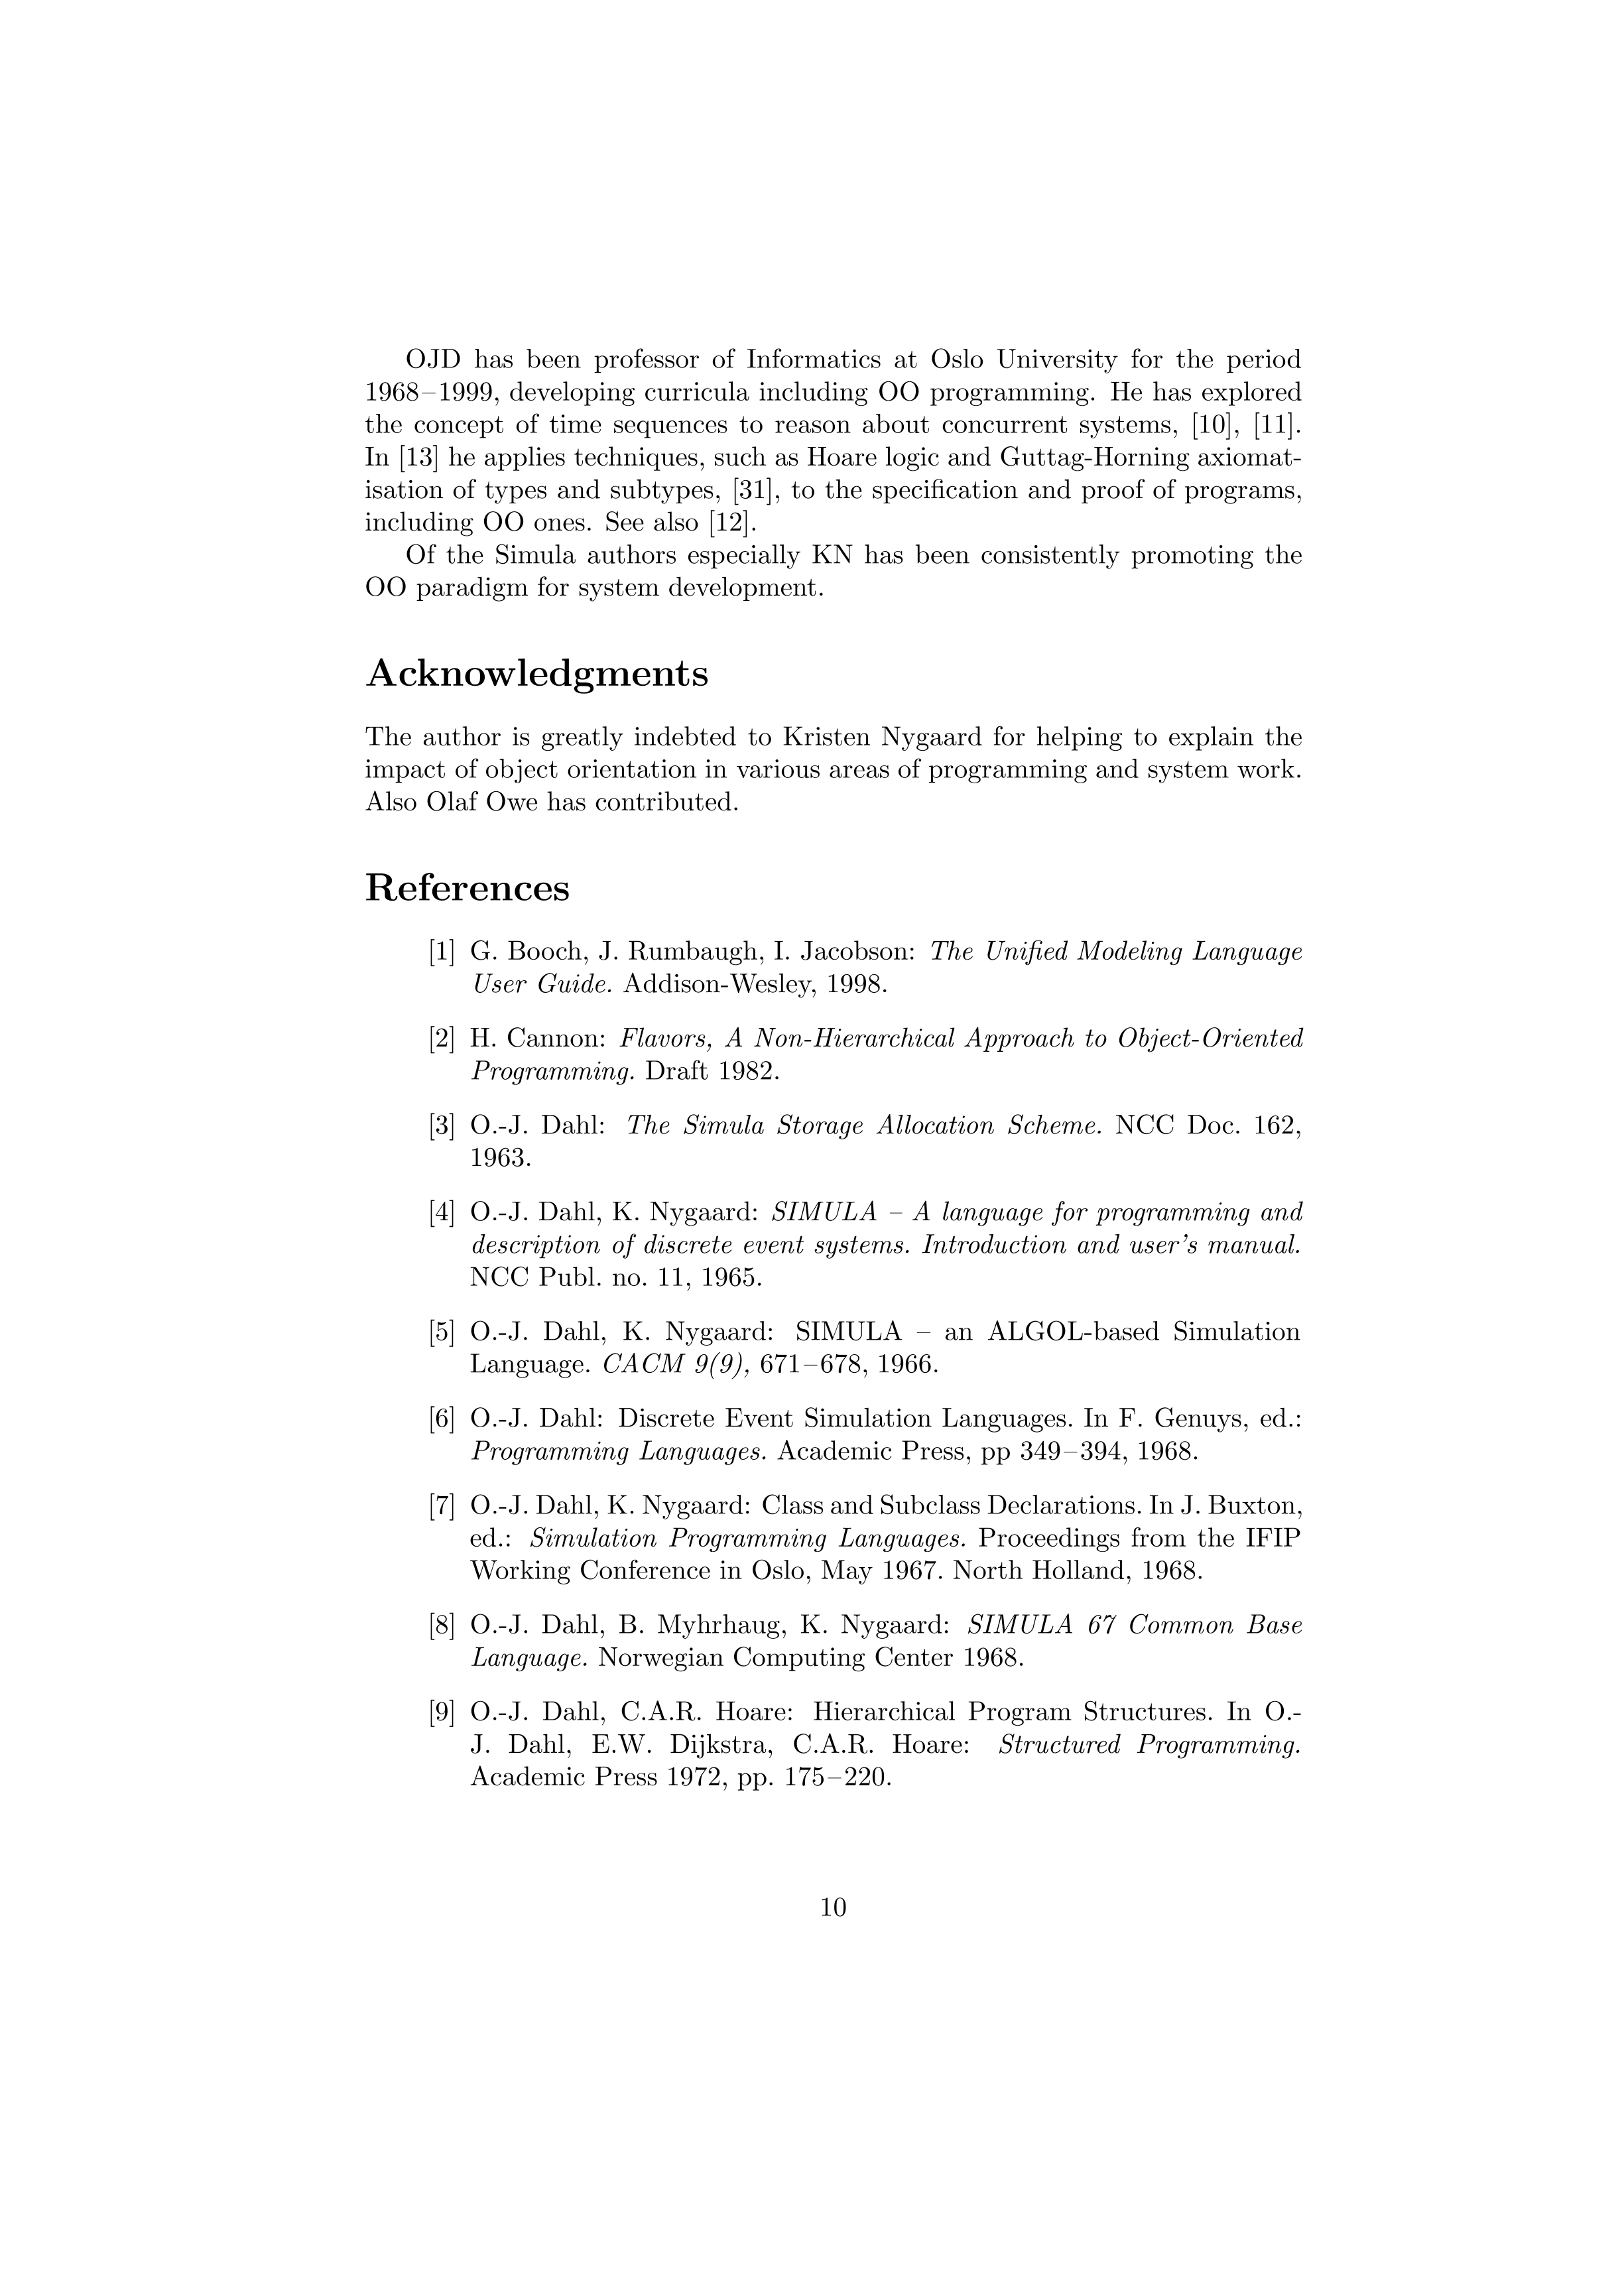 OJD has been professor of Informatics at Oslo University for the period
1968–1999, developing curricula including OO programming. He has explored
the concept of time sequences to reason about concurrent systems, [10], [11].
In [13] he applies techniques, such as Hoare logic and Guttag-Horning axiomat-
isation of types and subtypes, [31], to the specification and proof of programs,
including OO ones. See also [12].
Of the Simula authors especially KN has been consistently promoting the
OO paradigm for system development.
Acknowledgments
The author is greatly indebted to Kristen Nygaard for helping to explain the
impact of object orientation in various areas of programming and system work.
Also Olaf Owe has contributed.
References
[1] G. Booch, J. Rumbaugh, I. Jacobson: The Unified Modeling Language
User Guide. Addison-Wesley, 1998.
[2] H. Cannon: Flavors, A Non-Hierarchical Approach to Object-Oriented
Programming. Draft 1982.
[3] O.-J. Dahl: The Simula Storage Allocation Scheme. NCC Doc. 162,
1963.
[4] O.-J. Dahl, K. Nygaard: SIMULA – A language for programming and
description of discrete event systems. Introduction and user's manual.
NCC Publ. no. 11, 1965.
[5] O.-J. Dahl, K. Nygaard: SIMULA – an ALGOL-based Simulation
Language. CACM 9(9), 671–678, 1966.
[6] O.-J. Dahl: Discrete Event Simulation Languages. In F. Genuys, ed.:
Programming Languages. Academic Press, pp 349–394, 1968.
[7] O.-J. Dahl, K. Nygaard: Class and Subclass Declarations. In J. Buxton,
ed.: Simulation Programming Languages. Proceedings from the IFIP
Working Conference in Oslo, May 1967. North Holland, 1968.
[8] O.-J. Dahl, B. Myhrhaug, K. Nygaard: SIMULA 67 Common Base
Language. Norwegian Computing Center 1968.
[9] O.-J. Dahl, C.A.R. Hoare: Hierarchical Program Structures. In O.-
J. Dahl, E.W. Dijkstra, C.A.R. Hoare: Structured Programming.
Academic Press 1972, pp. 175–220.
10